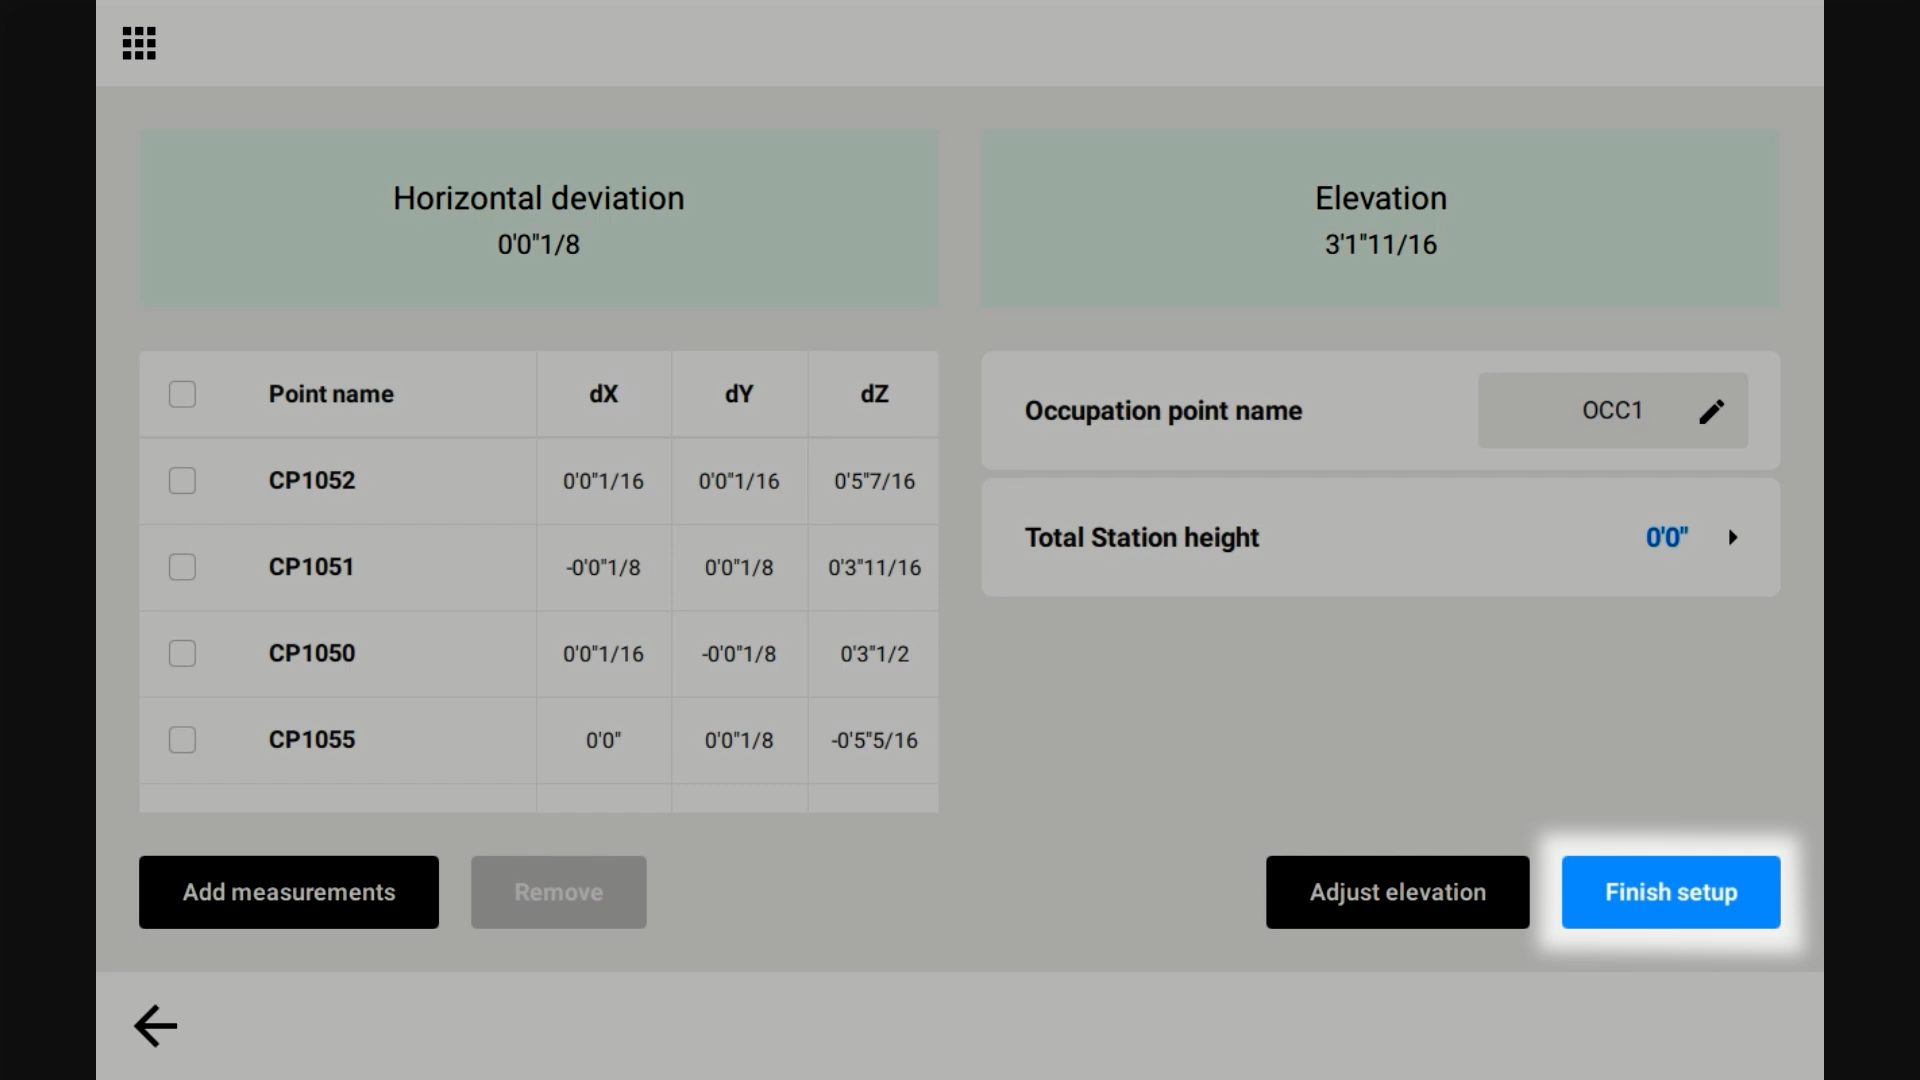 Horizontal deviation
0'0"1/8
Elevation
3'1"11/16
Point name dX dY dZ
CP1052 0'0"1/16 0'0"1/16 0'5"7/16
CP1051 -0'0"1/8 0'0"1/8 0'3"11/16
CP1050 0'0"1/16 -0'0"1/8 0'3"1/2
CP1055 0'0" 0'0"1/8 -0'5"5/16
Occupation point name OCC1
Total Station height 0'0"
Add measurements Remove Adjust elevation Finish setup